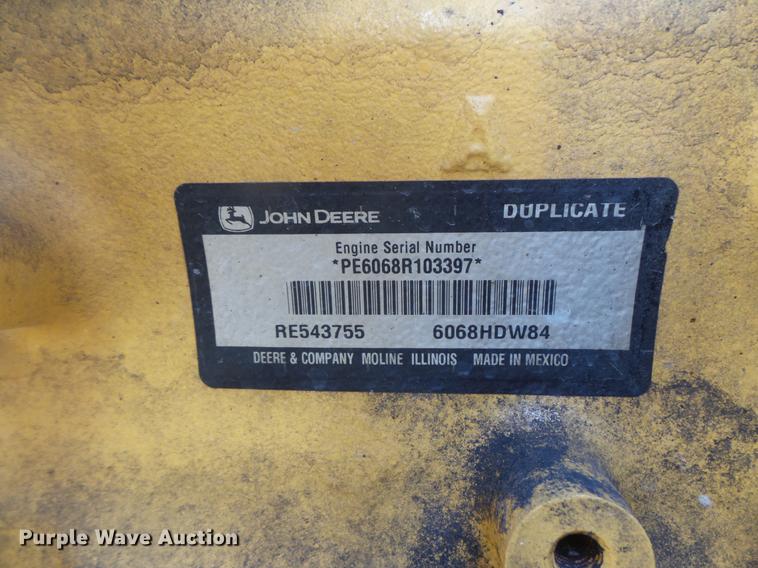 A
JOHN DEERE DUPLICATE
Engine Serial Number
*PE6068R103397*
RE543755 6068HDW84
DEERE & COMPANY MOLINE ILLINOIS MADE IN MEXICO
Purple Wave Auction